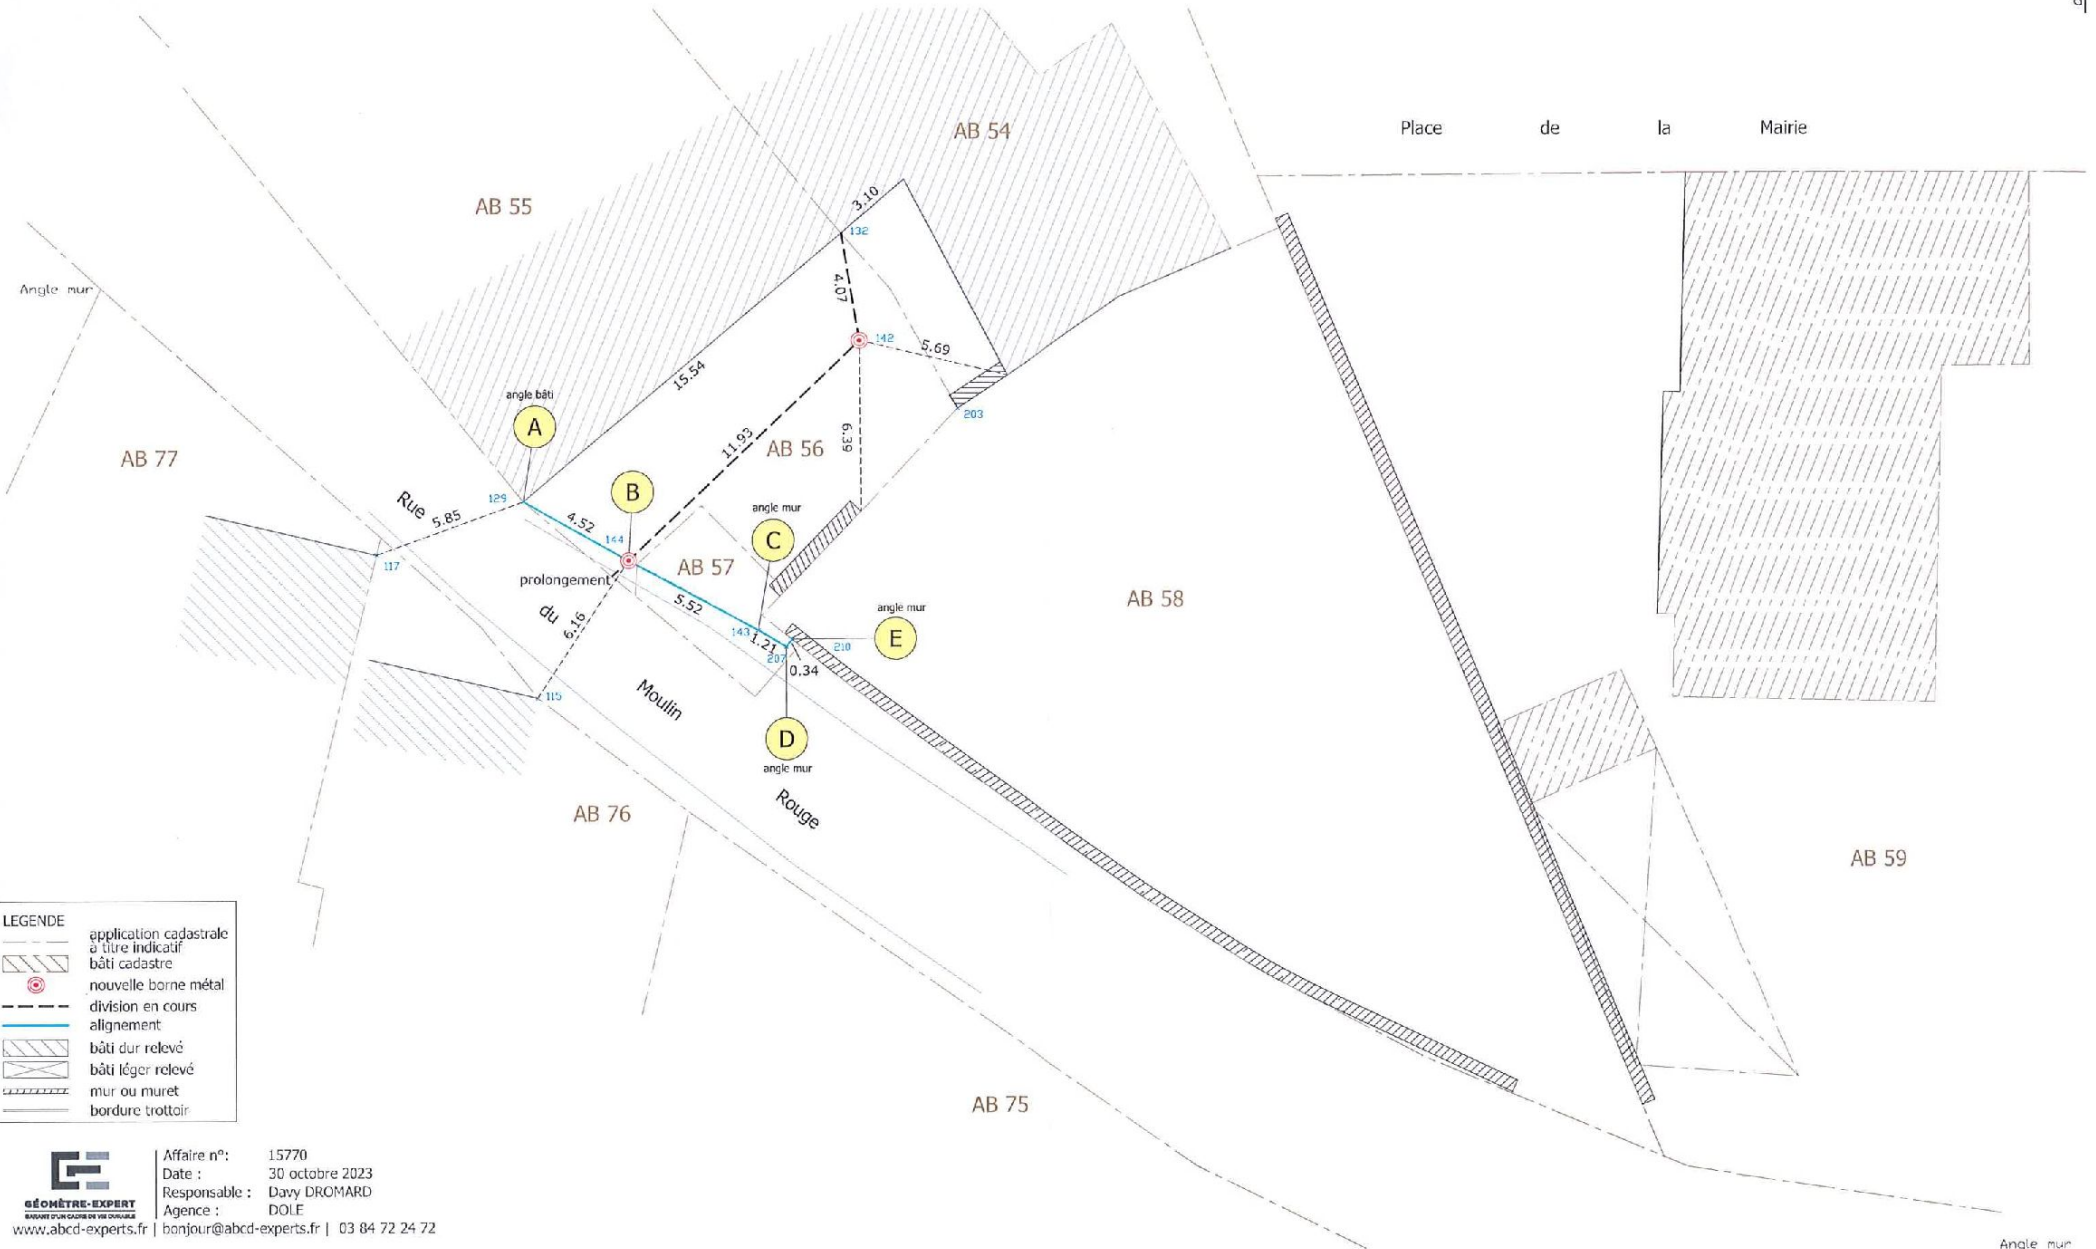 Place de la Mairie
AB 54
AB 55
3.10
132
4.07
Angle mur
142
5.69
15.54
angle bâti
A
203
11.93
6.39
AB 56
AB 77
B
129
Rue
5.85
4.52
angle mur
C
144
117
AB 57
prolongement
AB 58
5.52
angle mur
du
6.16
143
1.21
E
210
207
0.34
115
Moulin
D
angle mur
Rouge
AB 76
AB 59
LEGENDE
application cadastrale
à titre indicatif
bâti cadastre
nouvelle borne métal
division en cours
alignement
bâti dur relevé
bâti léger relevé
mur ou muret
bordure trottoir
AB 75
Affaire n°: 15770
Date : 30 octobre 2023
Responsable : Davy DROMARD
Agence : DOLE
GÉOMÈTRE-EXPERT
GARANT D'UN CADRE DE VIE DURABLE
www.abcd-experts.fr | bonjour@abcd-experts.fr | 03 84 72 24 72
Angle mur